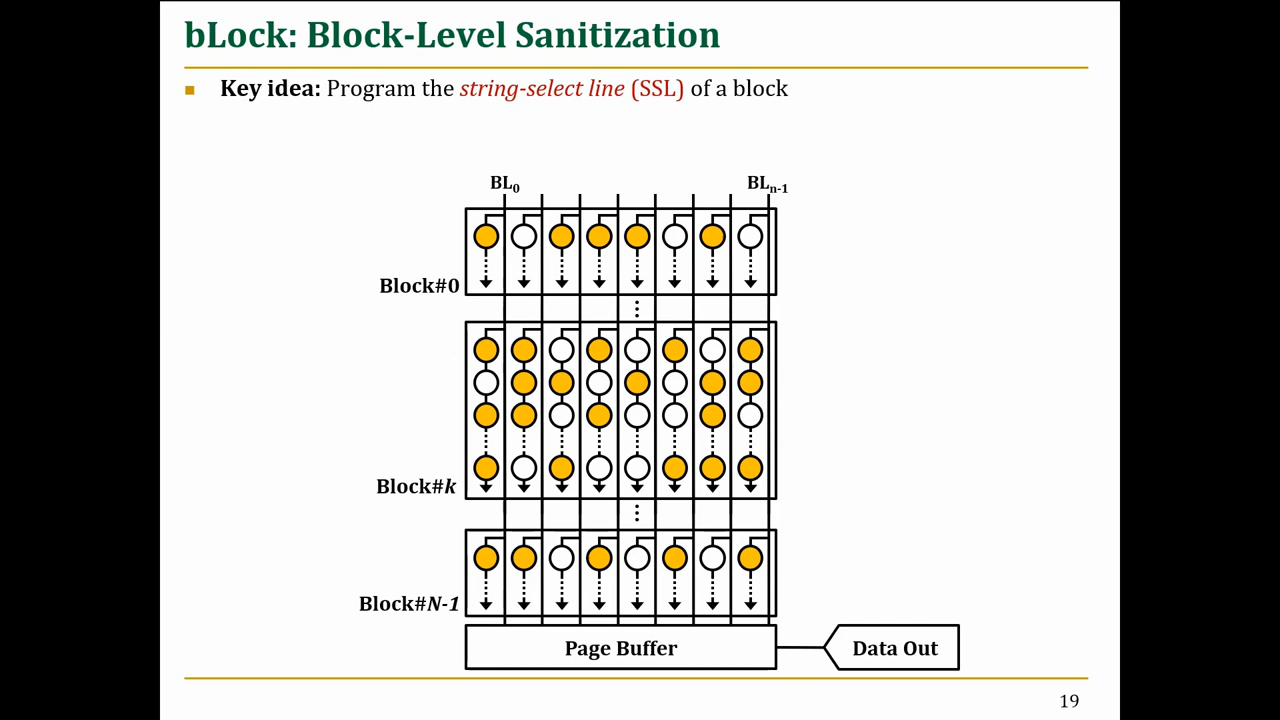 bLock: Block-Level Sanitization
Key idea: Program the string-select line (SSL) of a block
BL0 BLn-1
Block#0
Block#k
Block#N-1
Page Buffer Data Out
19